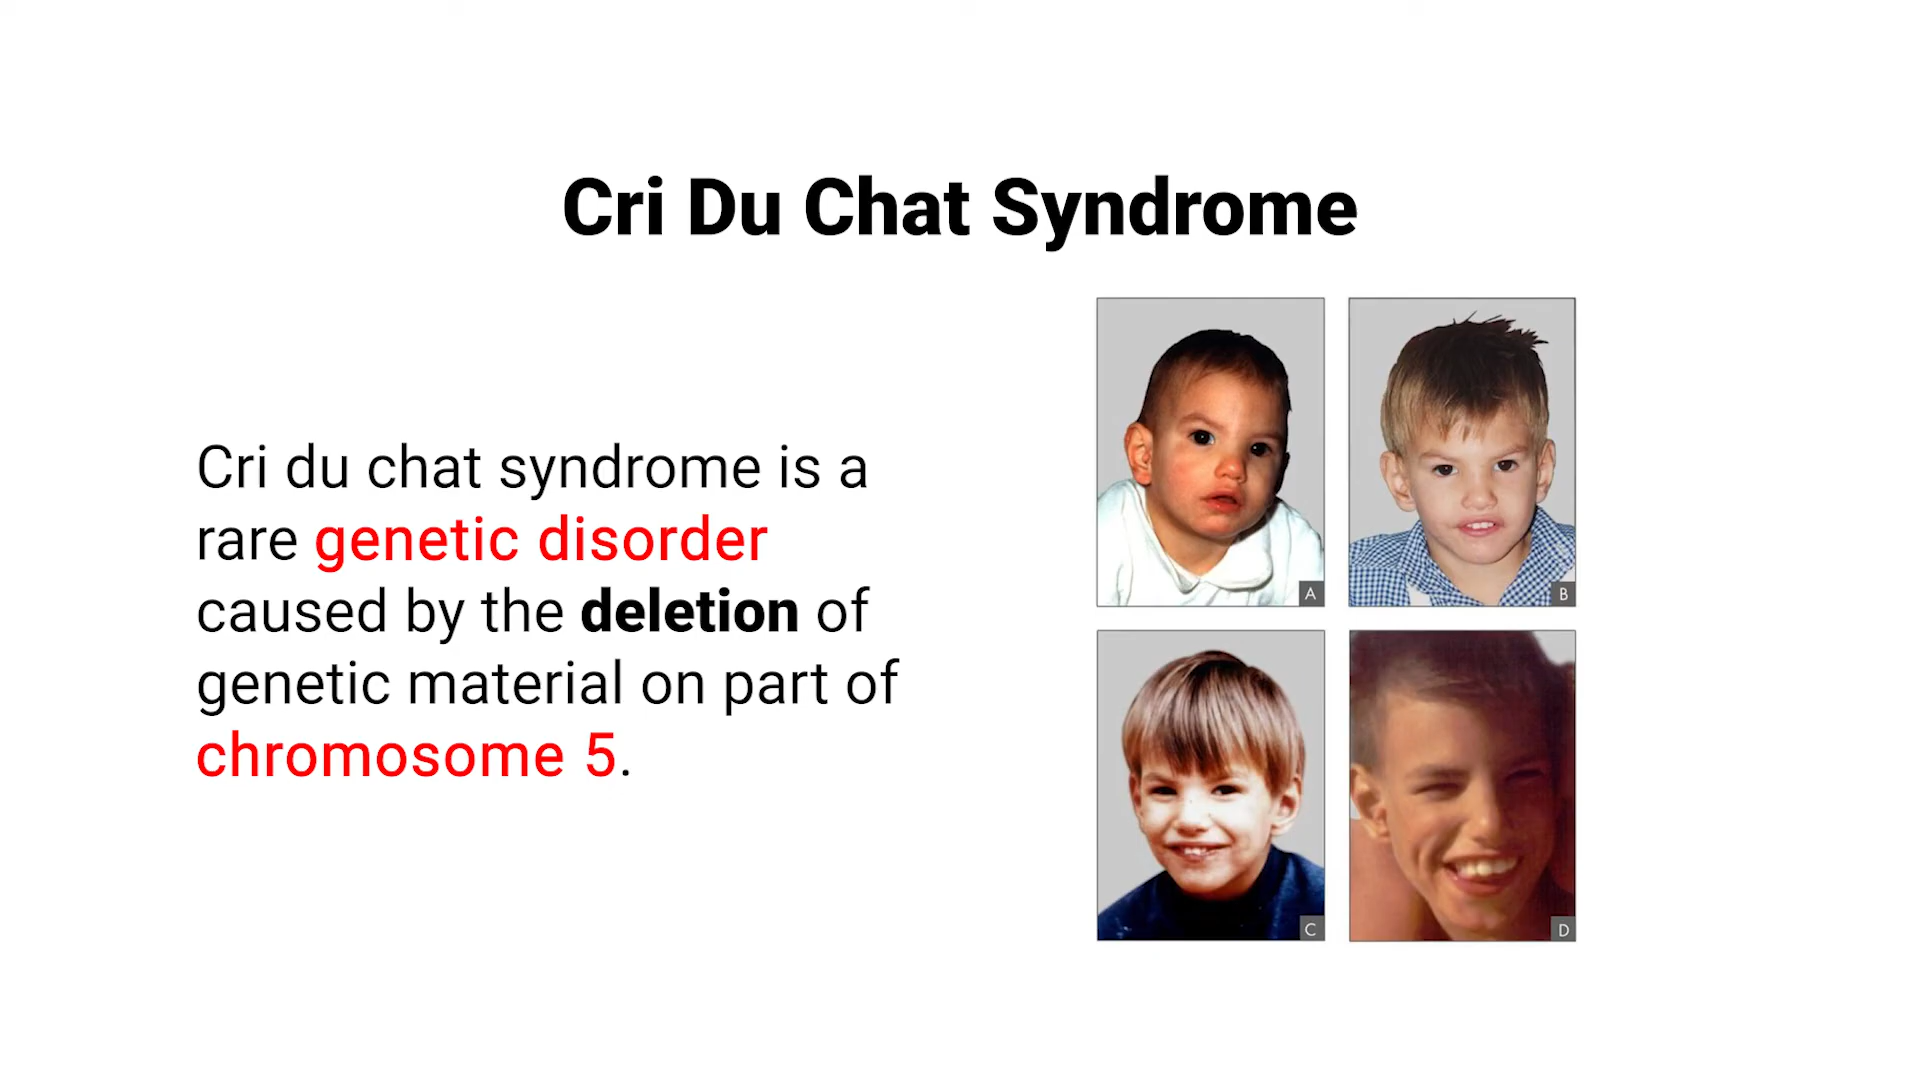 Cri Du Chat Syndrome
Cri du chat syndrome is a
rare genetic disorder
caused by the deletion of
genetic material on part of
chromosome 5.
A
B
C
D